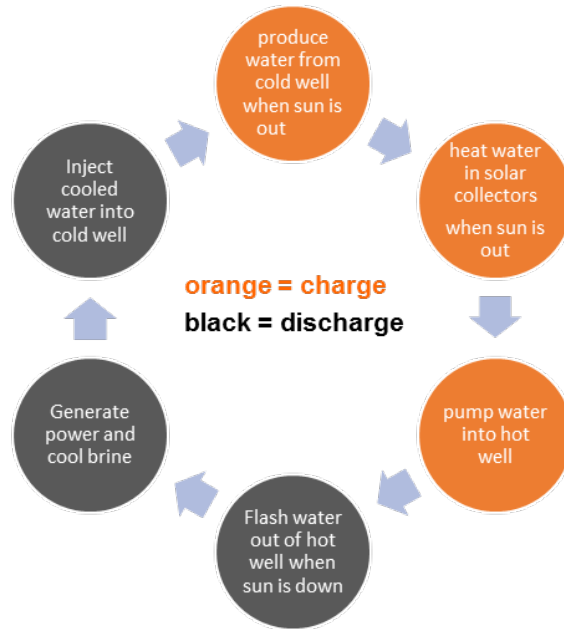 produce
water from
cold well
when sun is
out
heat water
in solar
collectors
when sun is
out
pump water
into hot
well
Flash water
out of hot
well when
sun is down
Generate
power and
cool brine
Inject
cooled
water into
cold well
orange = charge
black = discharge